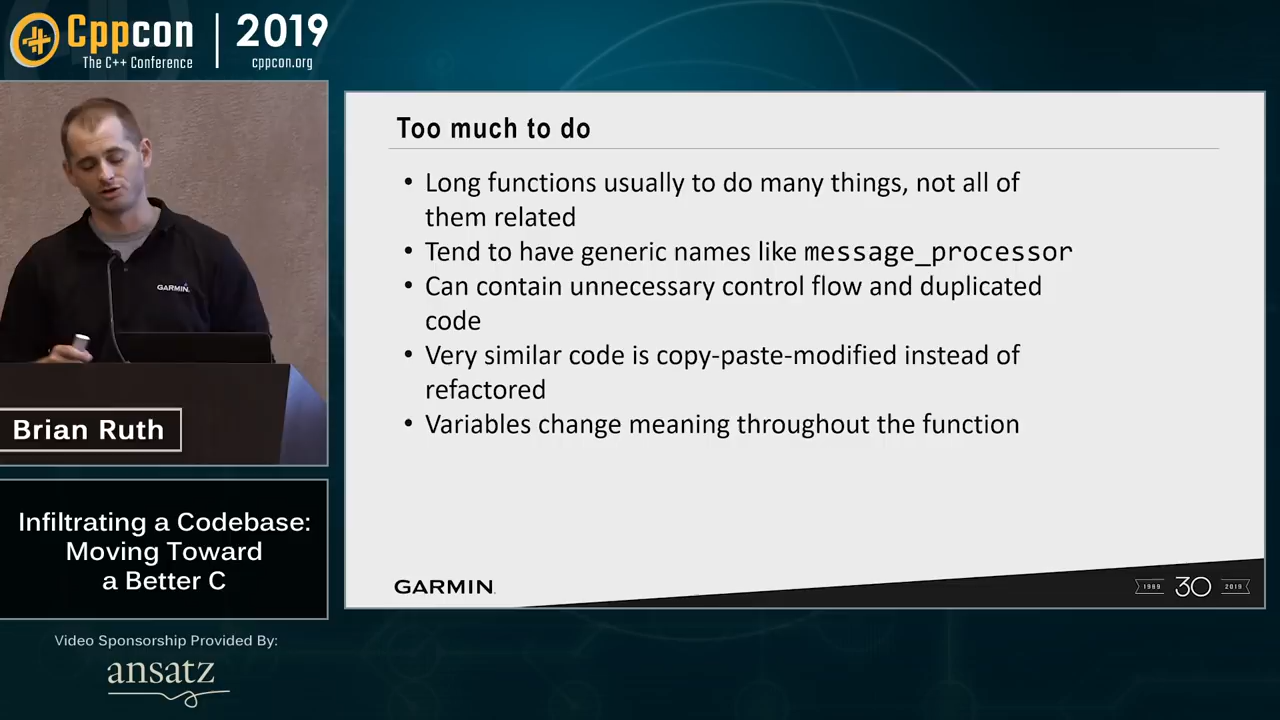 Cppcon | 2019
The C++ Conference
cppcon.org
GARMIN.
Brian Ruth
Infiltrating a Codebase:
Moving Toward
a Better C
Video Sponsorship Provided By:
ansatz
Too much to do
• Long functions usually to do many things, not all of
them related
• Tend to have generic names like message_processor
• Can contain unnecessary control flow and duplicated
code
• Very similar code is copy-paste-modified instead of
refactored
• Variables change meaning throughout the function
GARMIN.
1989 30 2019